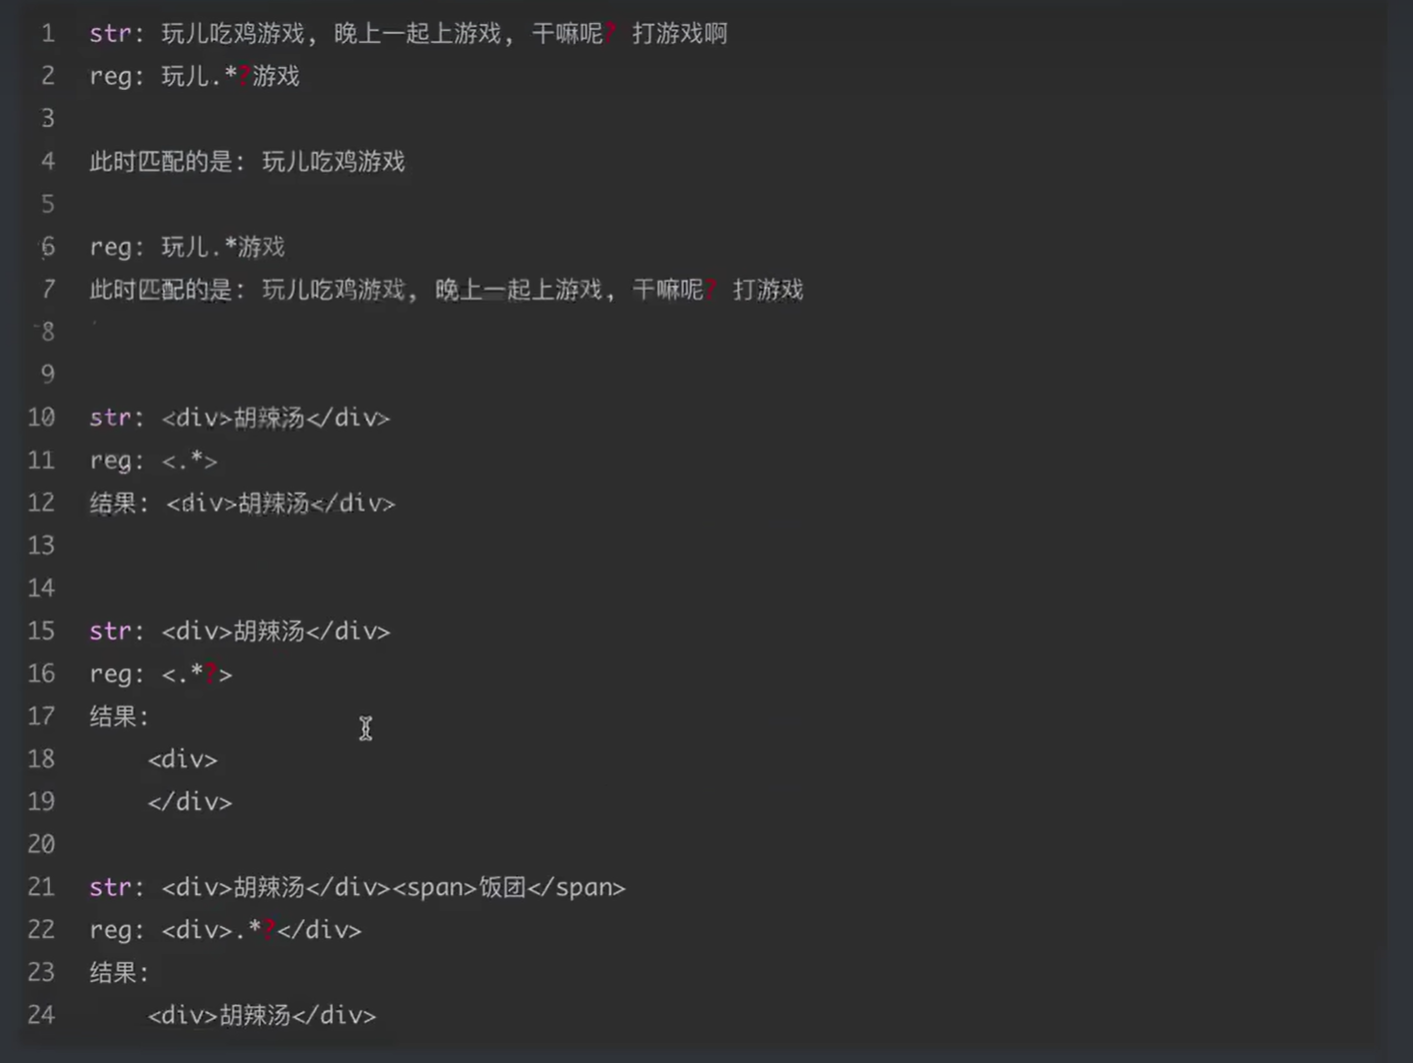 1 str: 玩儿吃鸡游戏, 晚上一起上游戏, 干嘛呢? 打游戏啊
2 reg: 玩儿.*?游戏
3
4 此时匹配的是: 玩儿吃鸡游戏
5
6 reg: 玩儿.*游戏
7 此时匹配的是: 玩儿吃鸡游戏, 晚上一起上游戏, 干嘛呢? 打游戏
8
9
10 str: <div>胡辣汤</div>
11 reg: <.*>
12 结果: <div>胡辣汤</div>
13
14
15 str: <div>胡辣汤</div>
16 reg: <.*?>
17 结果:
18 <div>
19 </div>
20
21 str: <div>胡辣汤</div><span>饭团</span>
22 reg: <div>.*?</div>
23 结果:
24 <div>胡辣汤</div>